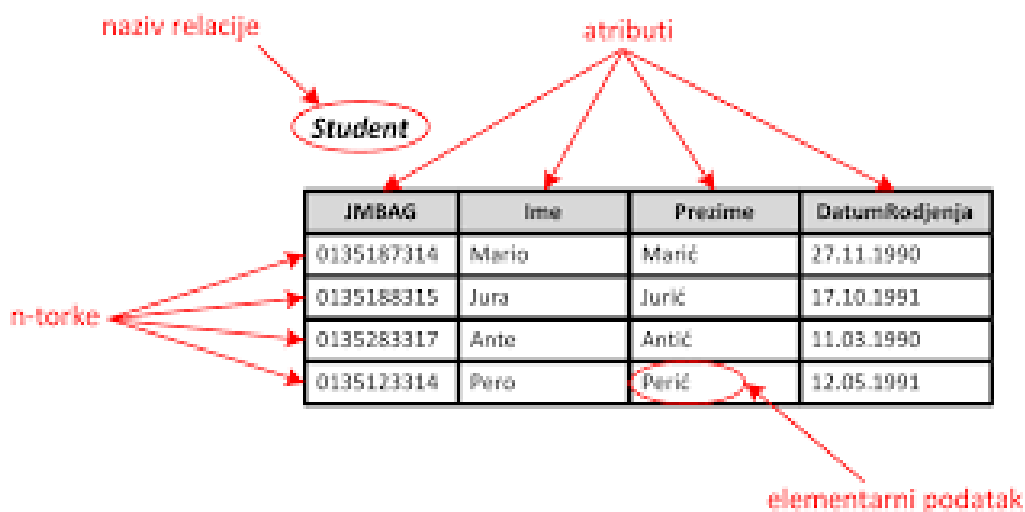 naziv relacije
atributi
Student
JMBAG Ime Prezime DatumRodjenja
0135187314 Mario Marić 27.11.1990
0135188315 Jura Jurić 17.10.1991
n-torke
0135283317 Ante Antić 11.03.1990
0135123314 Pero Perić 12.05.1991
elementarni podatak